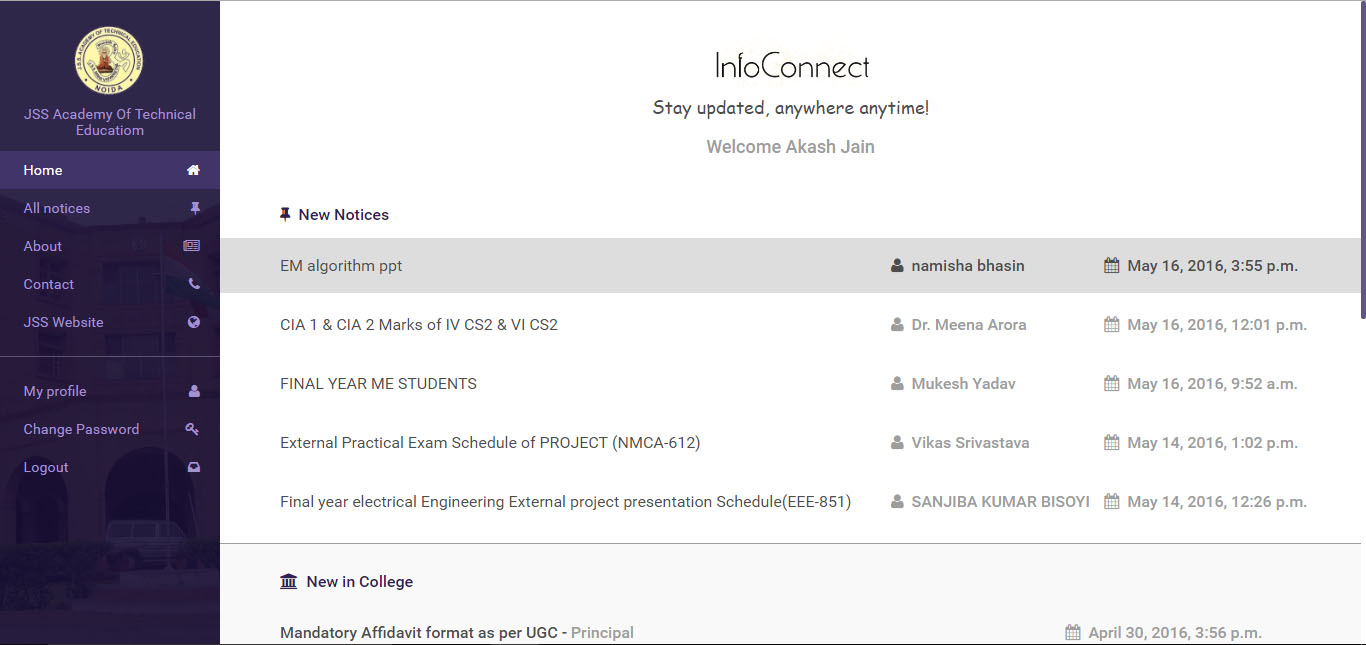 J.S.S. ACADEMY OF TECHNICAL EDUCATION
NOIDA
JSS Academy Of Technical
Educatiom
Home
All notices
About
Contact
JSS Website
My profile
Change Password
Logout
InfoConnect
Stay updated, anywhere anytime!
Welcome Akash Jain
New Notices
EM algorithm ppt namisha bhasin May 16, 2016, 3:55 p.m.
CIA 1 & CIA 2 Marks of IV CS2 & VI CS2 Dr. Meena Arora May 16, 2016, 12:01 p.m.
FINAL YEAR ME STUDENTS Mukesh Yadav May 16, 2016, 9:52 a.m.
External Practical Exam Schedule of PROJECT (NMCA-612) Vikas Srivastava May 14, 2016, 1:02 p.m.
Final year electrical Engineering External project presentation Schedule(EEE-851) SANJIBA KUMAR BISOYI May 14, 2016, 12:26 p.m.
New in College
Mandatory Affidavit format as per UGC - Principal April 30, 2016, 3:56 p.m.